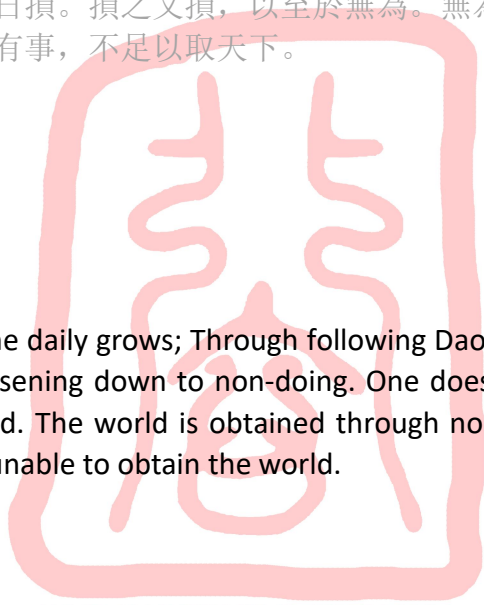 日損。損之又損，以至於無為。無為
有事，不足以取天下。
ne daily grows; Through following Dao
sening down to non-doing. One does
d. The world is obtained through no
unable to obtain the world.